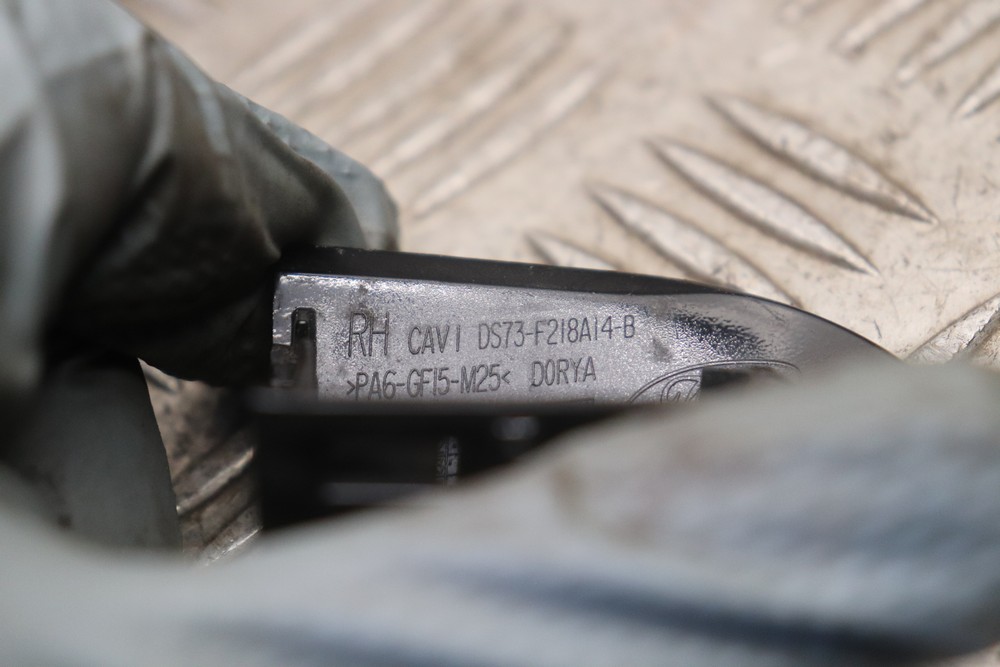 RH CAV1 DS73-F218A14-B
>PA6-GF15-M25< DORYA